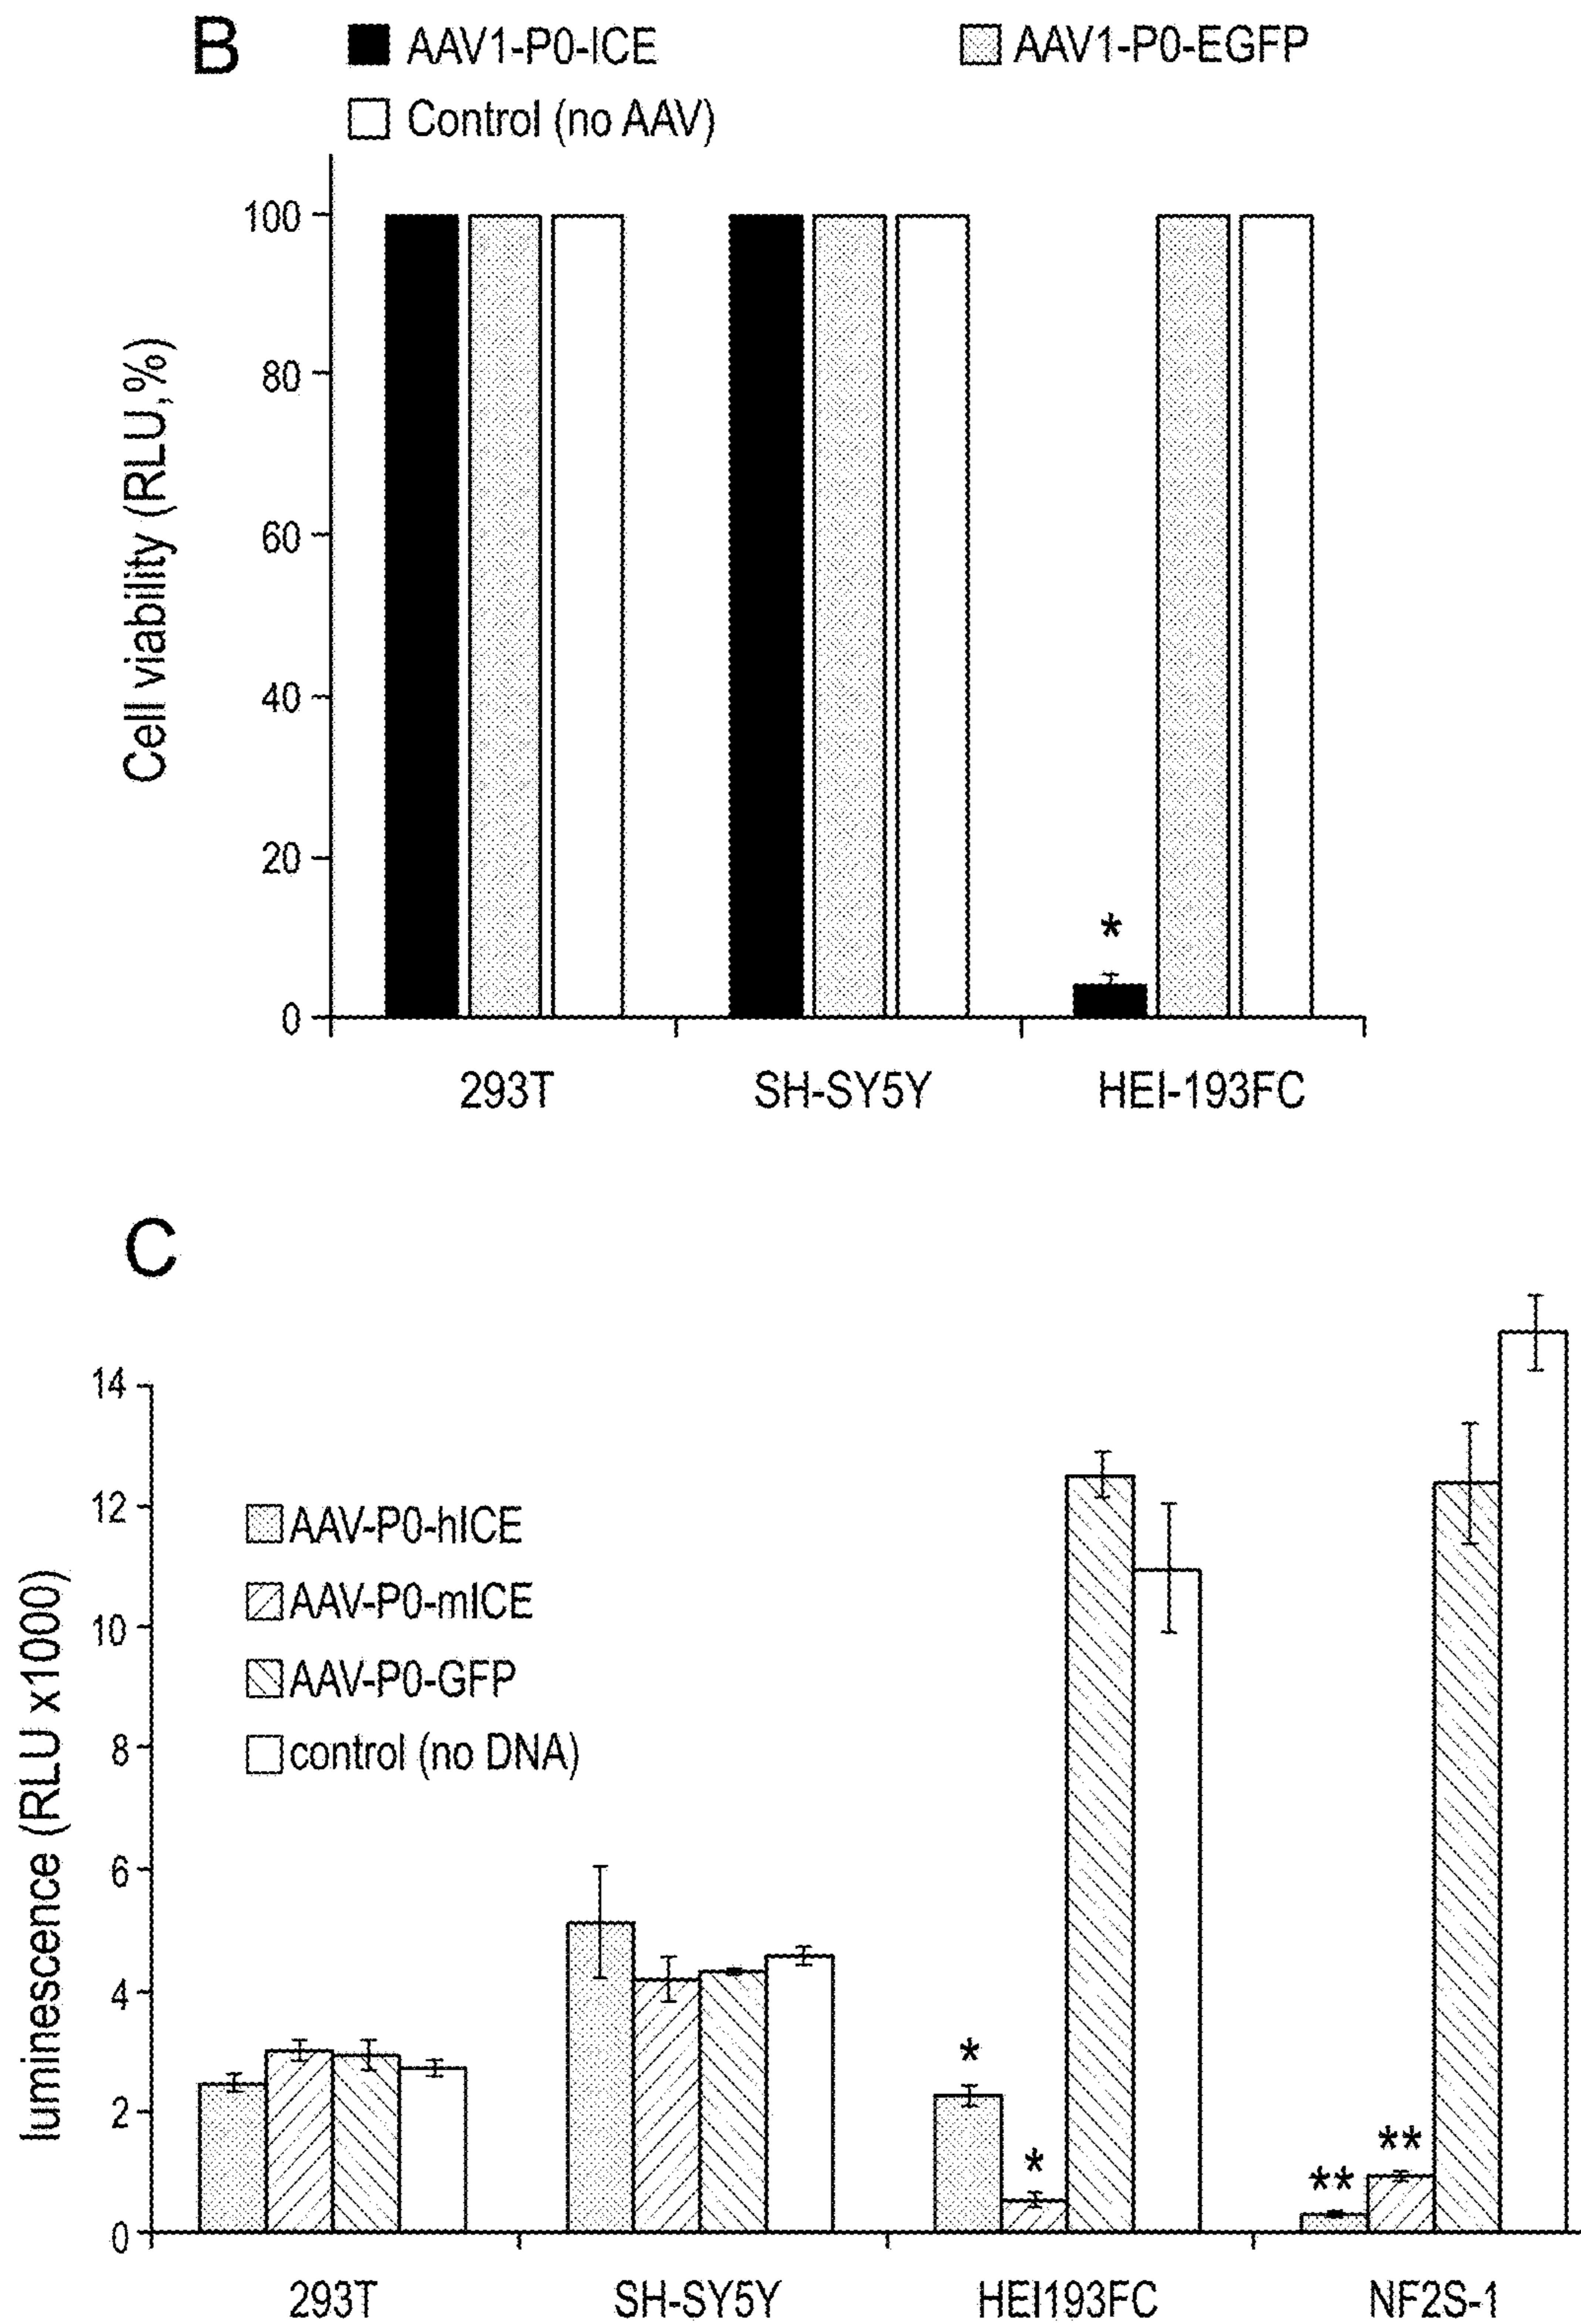 B
AAV1-P0-ICE
AAV1-P0-EGFP
Control (no AAV)
Cell viability (RLU,%)
100
80
60
40
20
0
*
293T
SH-SY5Y
HEI-193FC
C
luminescence (RLU x1000)
14
12
10
8
6
4
2
0
AAV-P0-hICE
AAV-P0-mICE
AAV-P0-GFP
control (no DNA)
*
*
**
**
293T
SH-SY5Y
HEI193FC
NF2S-1